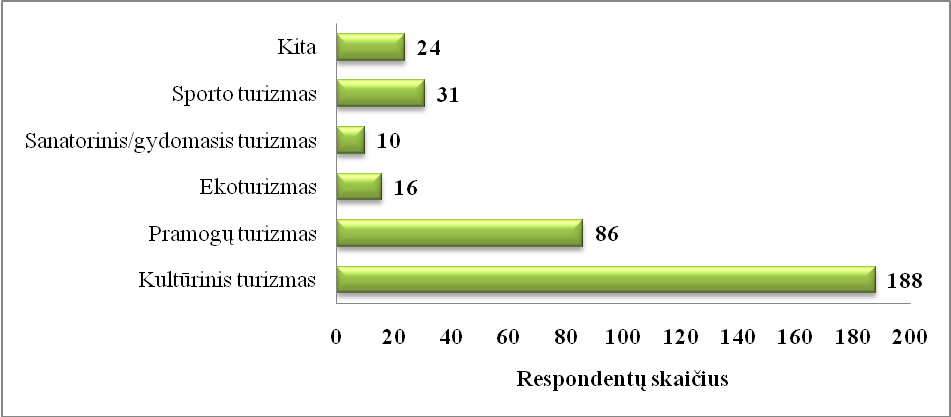 Kita 24
Sporto turizmas 31
Sanatorinis/gydomasis turizmas 10
Ekoturizmas 16
Pramogų turizmas 86
Kultūrinis turizmas 188
0 20 40 60 80 100 120 140 160 180 200
Respondentų skaičius